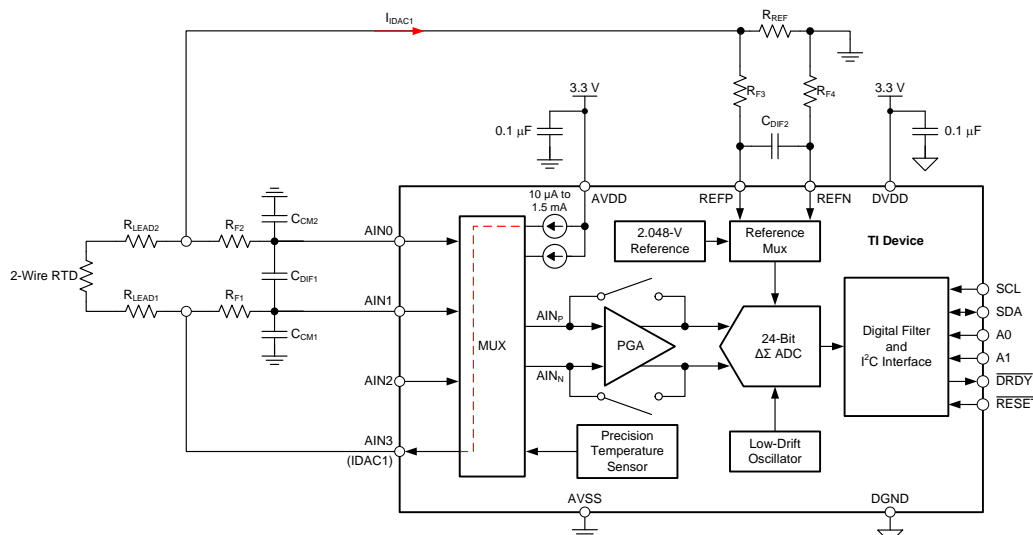 I_IDAC1
R_REF
R_F3
R_F4
3.3 V
3.3 V
0.1 µF
C_DIF2
0.1 µF
10 µA to
1.5 mA
AVDD
REFP
REFN
DVDD
C_CM2
R_LEAD2
R_F2
AIN0
2.048-V
Reference
Reference
Mux
TI Device
2-Wire RTD
C_DIF1
R_LEAD1
R_F1
AIN1
SCL
SDA
C_CM1
MUX
AIN_P
PGA
24-Bit
ΔΣ ADC
Digital Filter
and
I²C Interface
A0
A1
AIN2
AIN_N
DRDY
RESET
AIN3
(IDAC1)
Precision
Temperature
Sensor
Low-Drift
Oscillator
AVSS
DGND